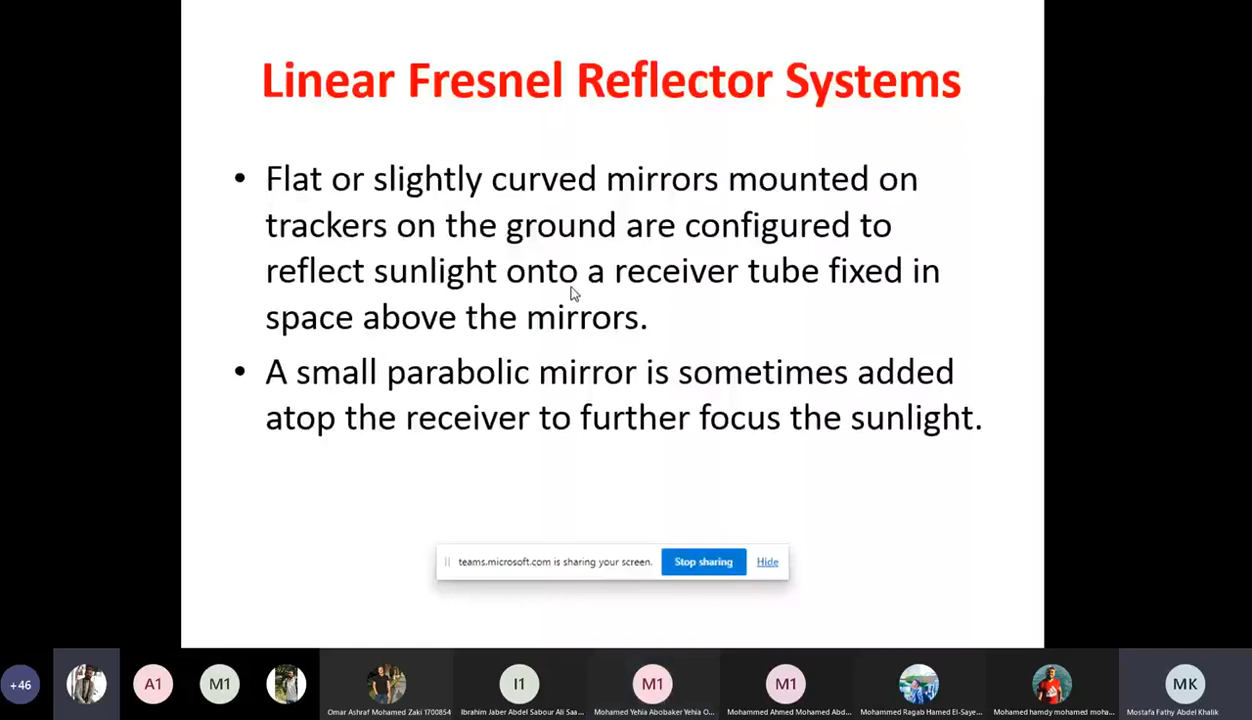 Linear Fresnel Reflector Systems
• Flat or slightly curved mirrors mounted on
trackers on the ground are configured to
reflect sunlight onto a receiver tube fixed in
space above the mirrors.
• A small parabolic mirror is sometimes added
atop the receiver to further focus the sunlight.
teams.microsoft.com is sharing your screen. Stop sharing Hide
+46 A1 M1 I1 M1 M1 MK
Omar Ashraf Mohamed Zaki 1700854 Ibrahim Jaber Abdel Sabour Ali Saa... Mohamed Yehia Abobaker Yehia O... Mohammed Ahmed Mohamed Abd... Mohammed Ragab Hamed El-Saye... Mohamed hamdy mohamed moha... Mostafa Fathy Abdel Khalik